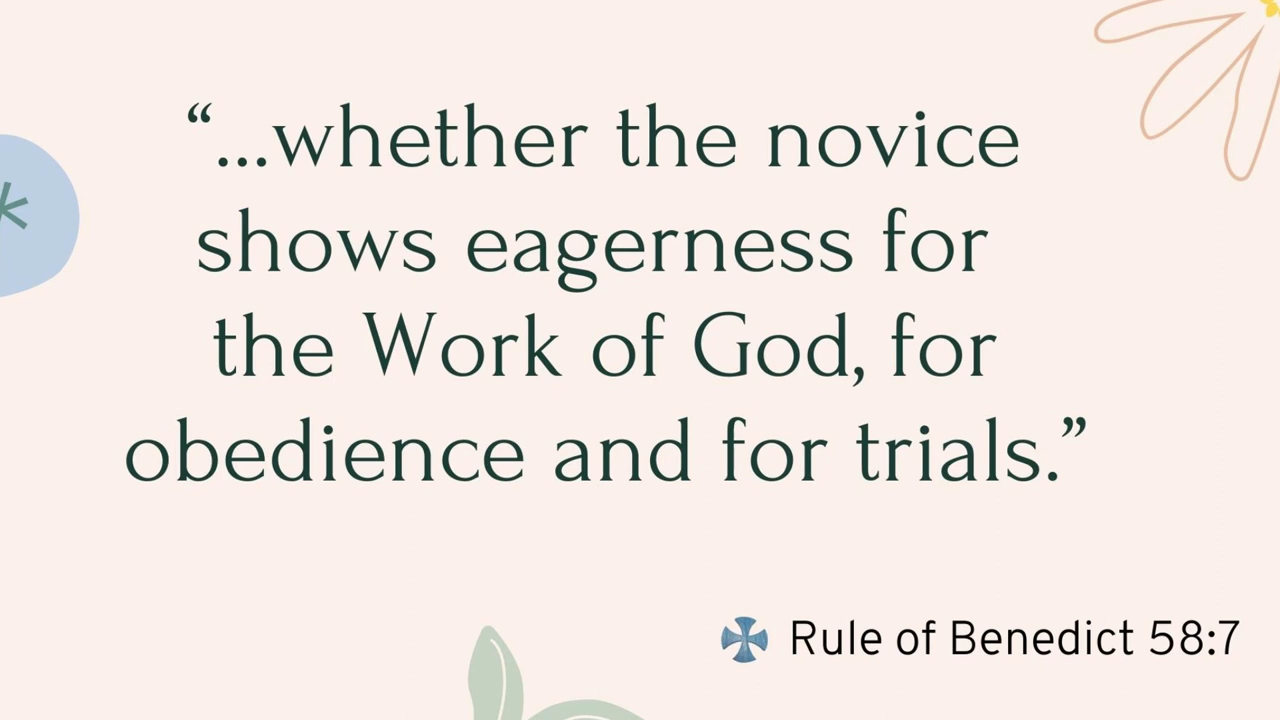 “...whether the novice
shows eagerness for
the Work of God, for
obedience and for trials.”
Rule of Benedict 58:7